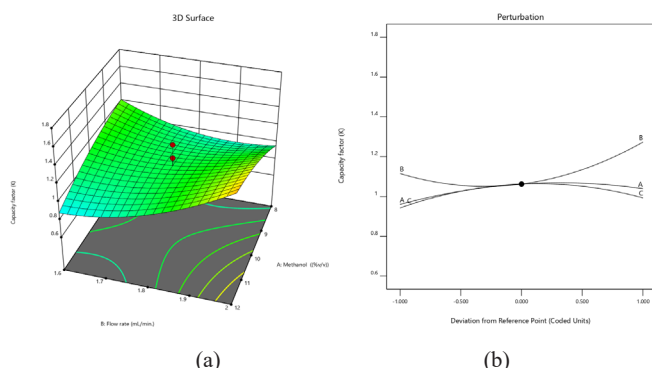 3D Surface
1.8
1.6
1.4
1.2
1
0.8
0.6
Capacity factor (K)
1.6
1.7
1.8
1.9
2
8
9
10
11
12
A: Methanol ((%v/v))
B: Flow rate (mL/min.)
(a)
Perturbation
1.8
1.6
1.4
1.2
1.0
0.8
0.6
Capacity factor (K)
B
A
C
B
A
C
-1.000
-0.500
0.000
0.500
1.000
Deviation from Reference Point (Coded Units)
(b)